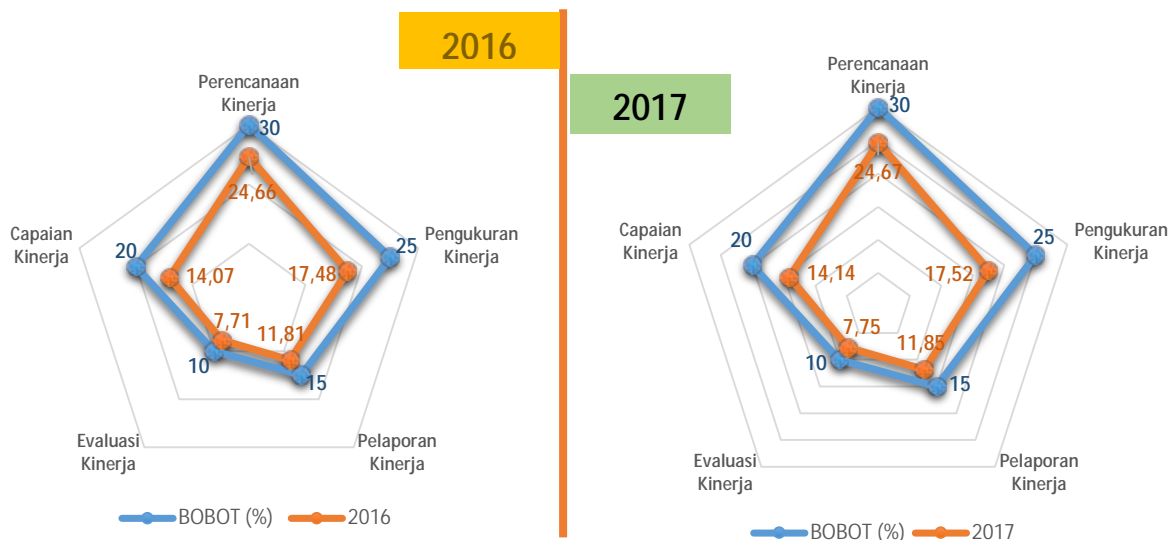 2016
Perencanaan
Kinerja
30
24,66
Capaian
Kinerja
20
14,07
17,48
25
Pengukuran
Kinerja
7,71
11,81
10
15
Evaluasi
Kinerja
Pelaporan
Kinerja
BOBOT (%)
2016
2017
Perencanaan
Kinerja
30
24,67
Capaian
Kinerja
20
14,14
17,52
25
Pengukuran
Kinerja
7,75
11,85
10
15
Evaluasi
Kinerja
Pelaporan
Kinerja
BOBOT (%)
2017